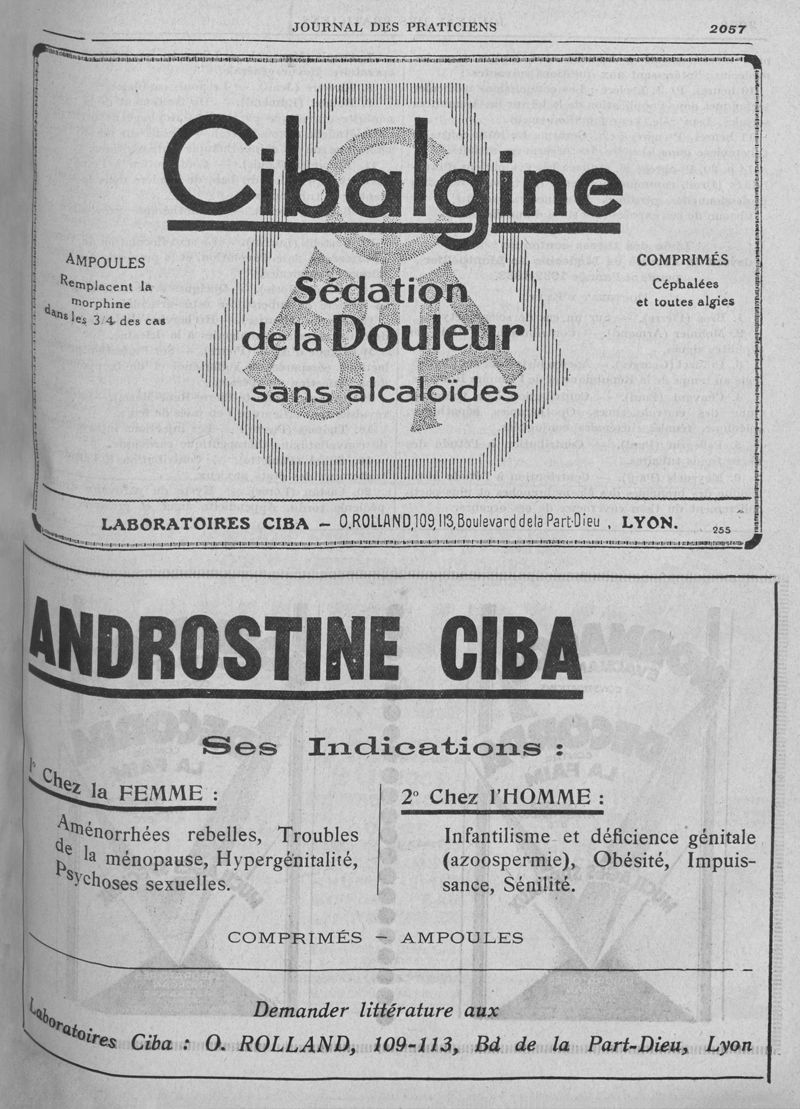 JOURNAL DES PRATICIENS 2057
Cibalgine
AMPOULES
Remplacent la
morphine
dans les 3/4 des cas
Sédation
de la Douleur
sans alcaloïdes
COMPRIMÉS
Céphalées
et toutes algies
LABORATOIRES CIBA – O.ROLLAND, 109, 113, Boulevard de la Part-Dieu , LYON.
255
ANDROSTINE CIBA
Ses Indications :
1º Chez la FEMME :
Aménorrhées rebelles, Troubles
de la ménopause, Hypergénitalité,
Psychoses sexuelles.
2º Chez l'HOMME :
Infantilisme et déficience génitale
(azoospermie), Obésité, Impuis-
sance, Sénilité.
COMPRIMÉS – AMPOULES
Demander littérature aux
Laboratoires Ciba : O. ROLLAND, 109-113, Bd de la Part-Dieu, Lyon